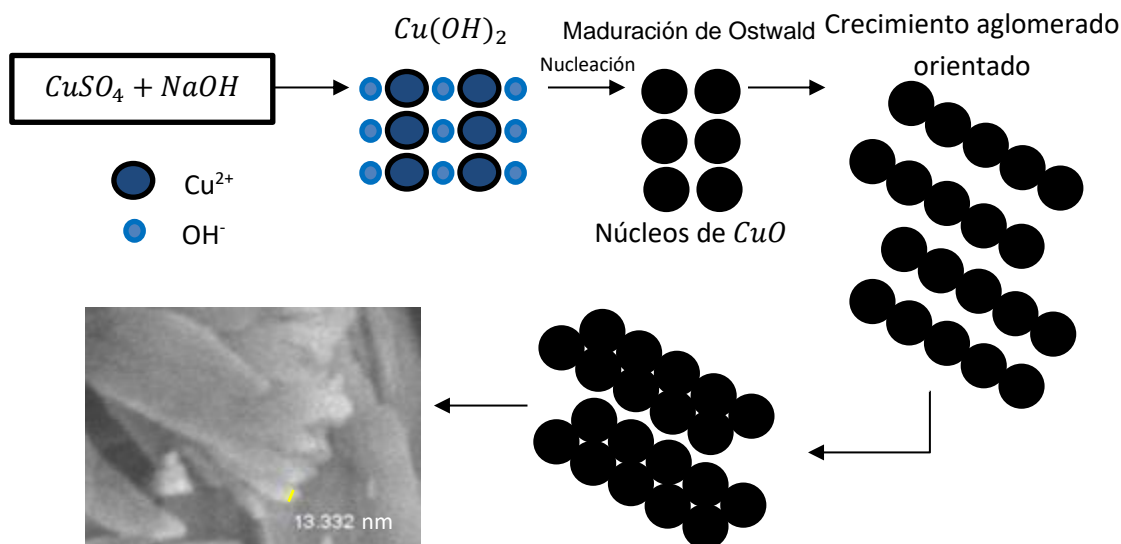 CuSO₄ + NaOH
Cu(OH)₂
Maduración de Ostwald
Nucleación
Crecimiento aglomerado
orientado
Cu²⁺
OH⁻
Núcleos de CuO
13.332 nm